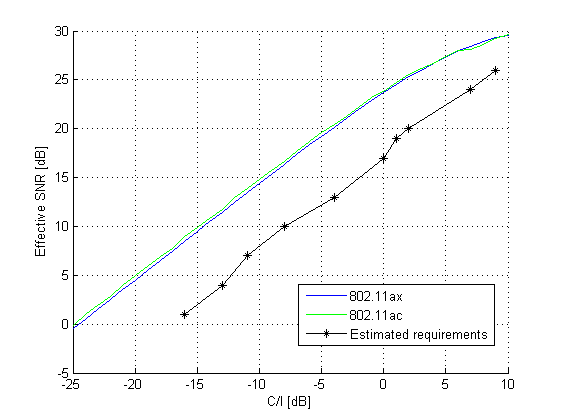 30
25
20
15
10
5
0
-5
Effective SNR [dB]
802.11ax
802.11ac
Estimated requirements
-25 -20 -15 -10 -5 0 5 10
C/I [dB]